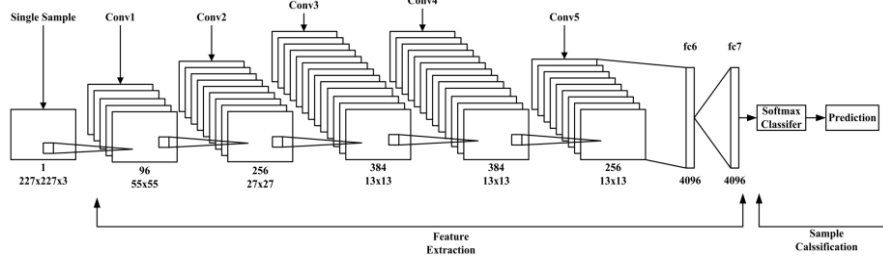 Single Sample
Conv1
Conv2
Conv3
Conv4
Conv5
fc6
fc7
Softmax
Classifer
Prediction
1
227x227x3
96
55x55
256
27x27
384
13x13
384
13x13
256
13x13
4096
4096
Feature
Extraction
Sample
Calssification